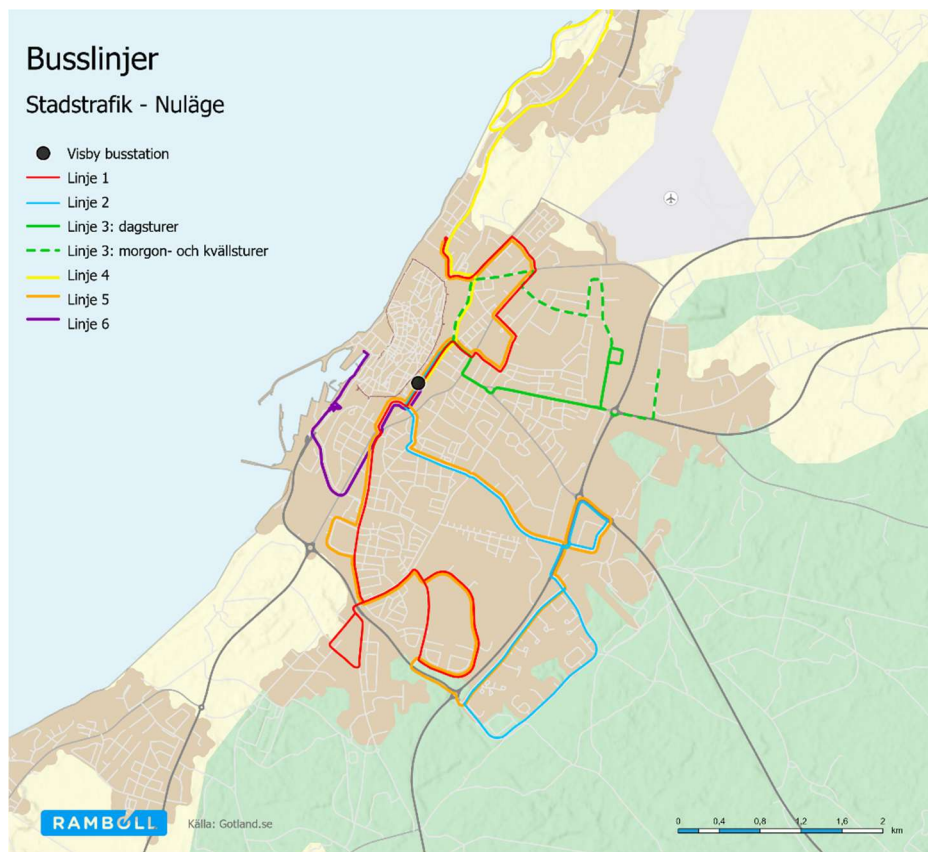 Busslinjer
Stadstrafik - Nuläge
Visby busstation
Linje 1
Linje 2
Linje 3: dagsturer
Linje 3: morgon- och kvällsturer
Linje 4
Linje 5
Linje 6
RAMBOLL
Källa: Gotland.se
0 0,4 0,8 1,2 1,6 2
km